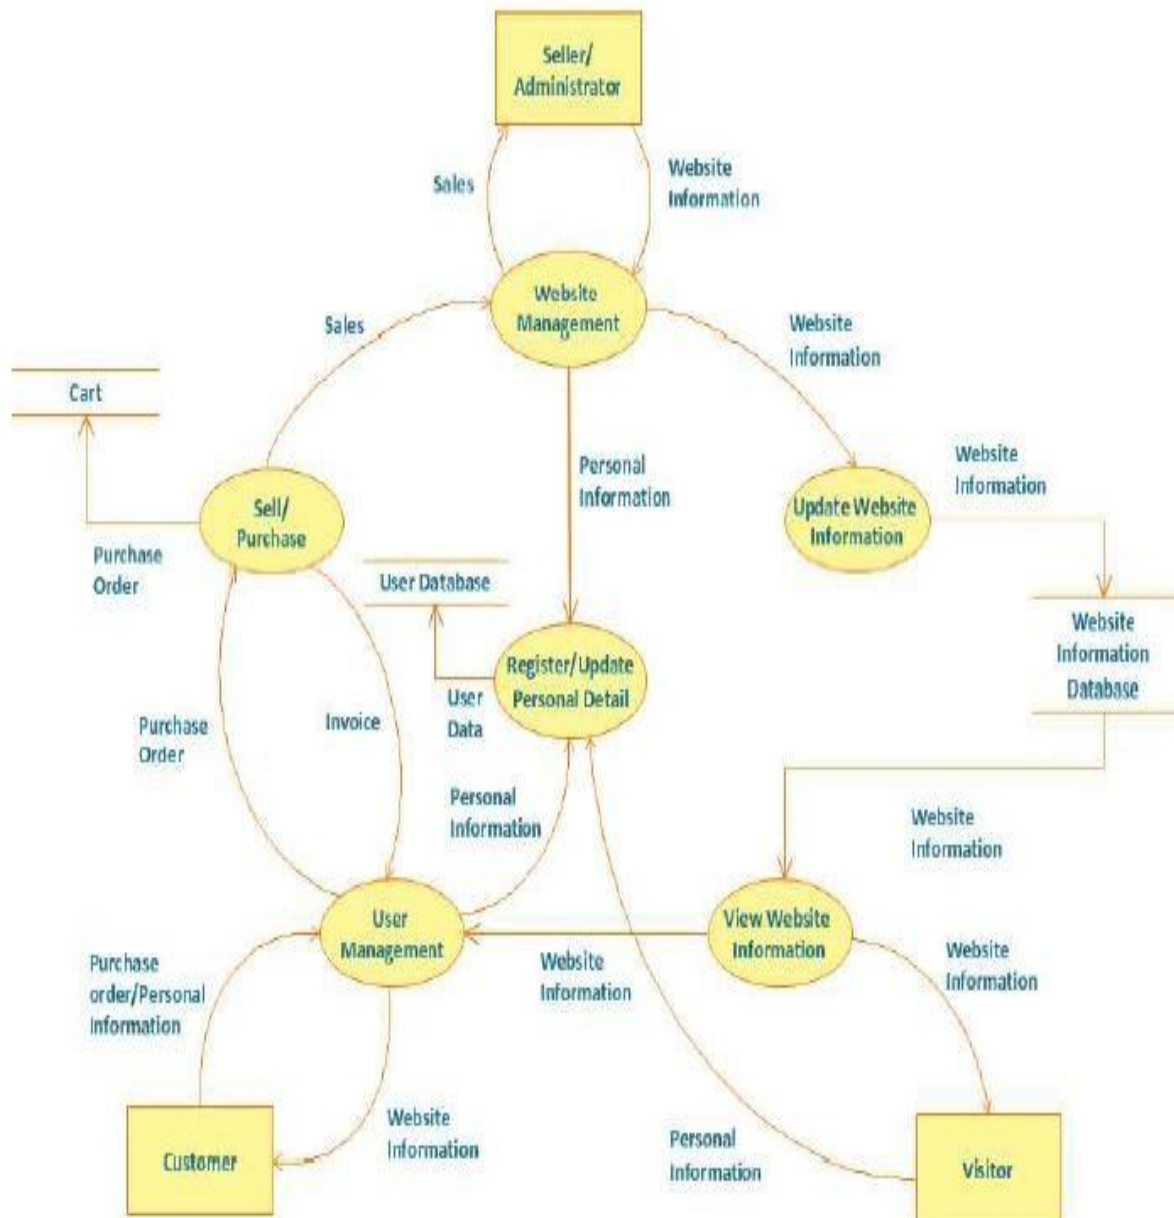 Seller/
Administrator
Sales
Website
Information
Website
Management
Sales
Website
Information
Cart
Personal
Information
Website
Information
Sell/
Purchase
Update Website
Information
Purchase
Order
User Database
Website
Information
Database
Register/Update
Personal Detail
User
Data
Purchase
Order
Invoice
Personal
Information
Website
Information
User
Management
View Website
Information
Website
Information
Website
Information
Purchase
order/Personal
Information
Website
Information
Personal
Information
Customer
Visitor